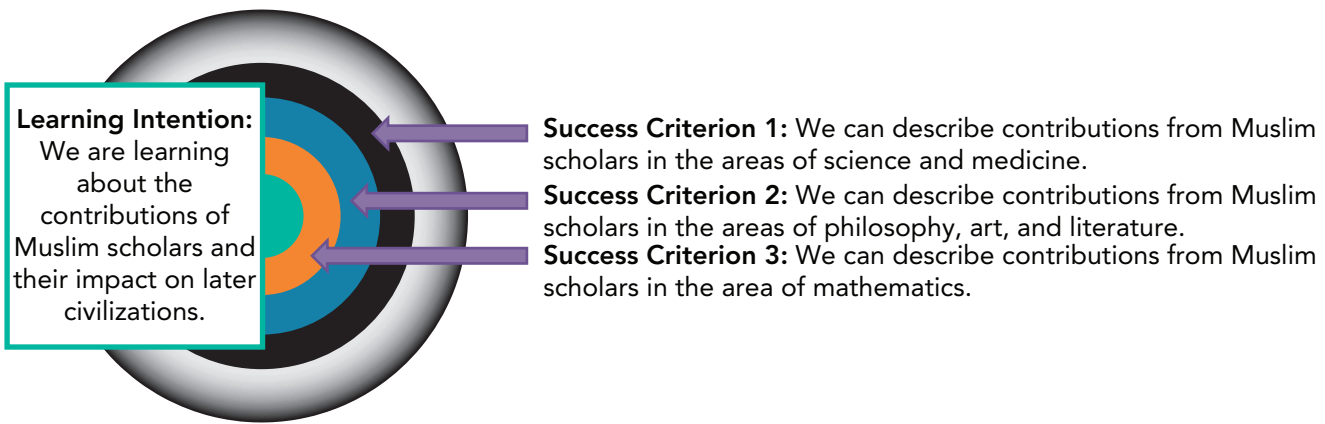 Learning Intention:
We are learning
about the
contributions of
Muslim scholars and
their impact on later
civilizations.
Success Criterion 1: We can describe contributions from Muslim
scholars in the areas of science and medicine.
Success Criterion 2: We can describe contributions from Muslim
scholars in the areas of philosophy, art, and literature.
Success Criterion 3: We can describe contributions from Muslim
scholars in the area of mathematics.